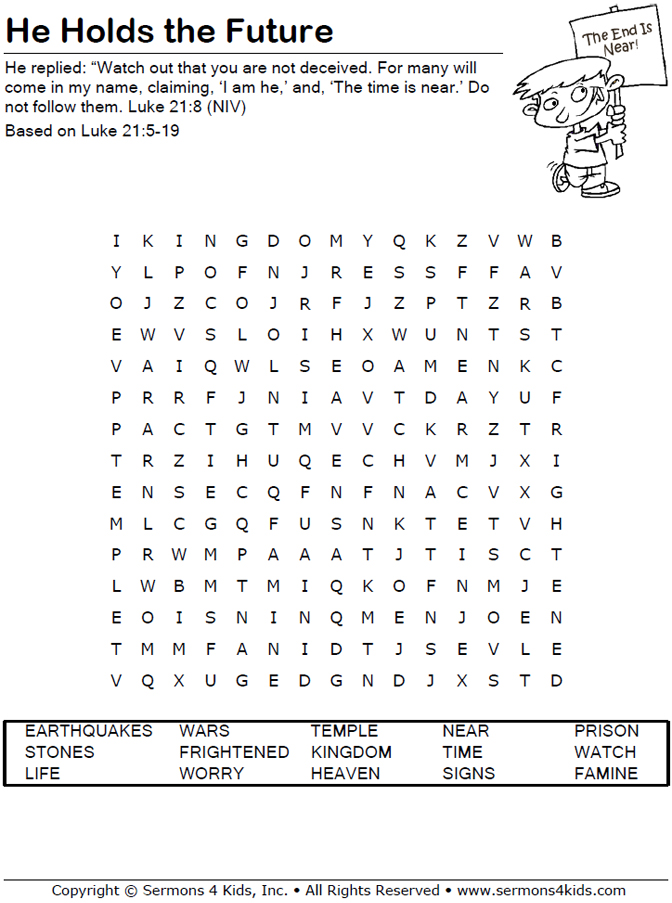 He Holds the Future
The End Is
Near!
He replied: “Watch out that you are not deceived. For many will
come in my name, claiming, ‘I am he,’ and, ‘The time is near.’ Do
not follow them. Luke 21:8 (NIV)
Based on Luke 21:5-19
I K I N G D O M Y Q K Z V W B
Y L P O F N J R E S S F F A V
O J Z C O J R F J Z P T Z R B
E W V S L O I H X W U N T S T
V A I Q W L S E O A M E N K C
P R R F J N I A V T D A Y U F
P A C T G T M V V C K R Z T R
T R Z I H U Q E C H V M J X I
E N S E C Q F N F N A C V X G
M L C G Q F U S N K T E T V H
P R W M P A A A T J T I S C T
L W B M T M I Q K O F N M J E
E O I S N I N Q M E N J O E N
T M M F A N I D T J S E V L E
V Q X U G E D G N D J X S T D
EARTHQUAKES WARS TEMPLE NEAR PRISON
STONES FRIGHTENED KINGDOM TIME WATCH
LIFE WORRY HEAVEN SIGNS FAMINE
Copyright © Sermons 4 Kids, Inc. • All Rights Reserved • www.sermons4kids.com